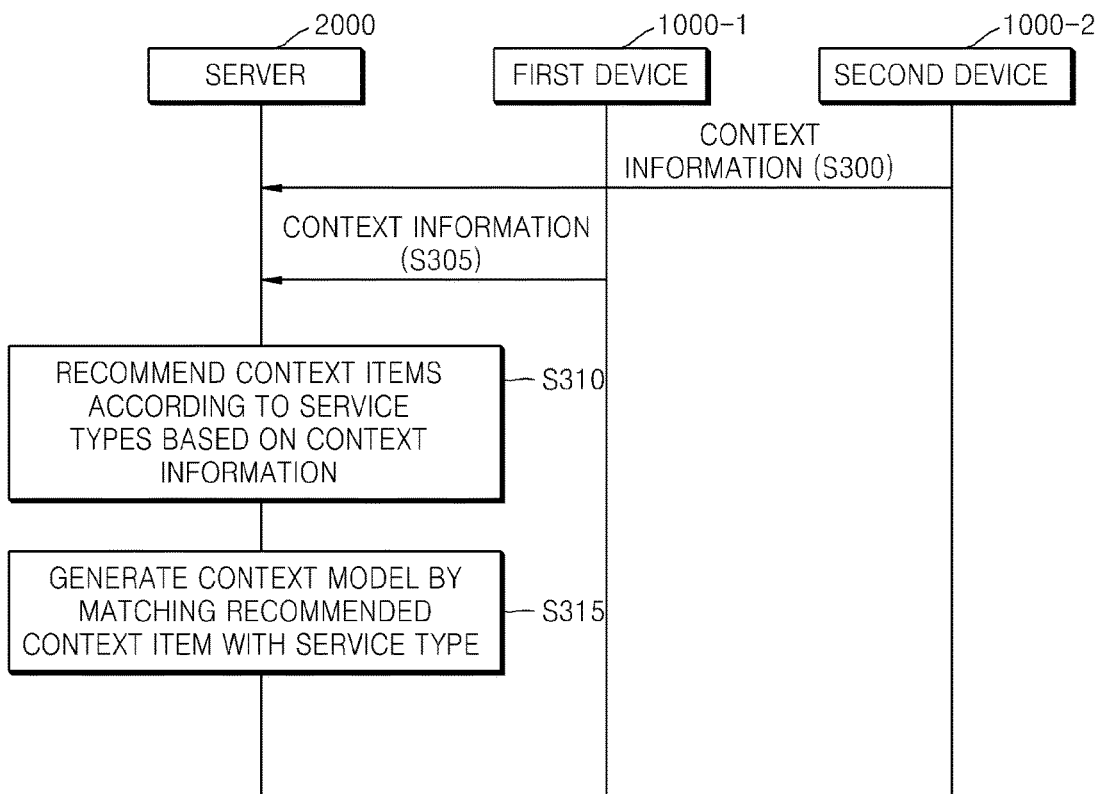 2000
1000-1
1000-2
SERVER
FIRST DEVICE
SECOND DEVICE
CONTEXT
INFORMATION (S300)
CONTEXT INFORMATION
(S305)
RECOMMEND CONTEXT ITEMS
ACCORDING TO SERVICE
TYPES BASED ON CONTEXT
INFORMATION
S310
GENERATE CONTEXT MODEL BY
MATCHING RECOMMENDED
CONTEXT ITEM WITH SERVICE TYPE
S315